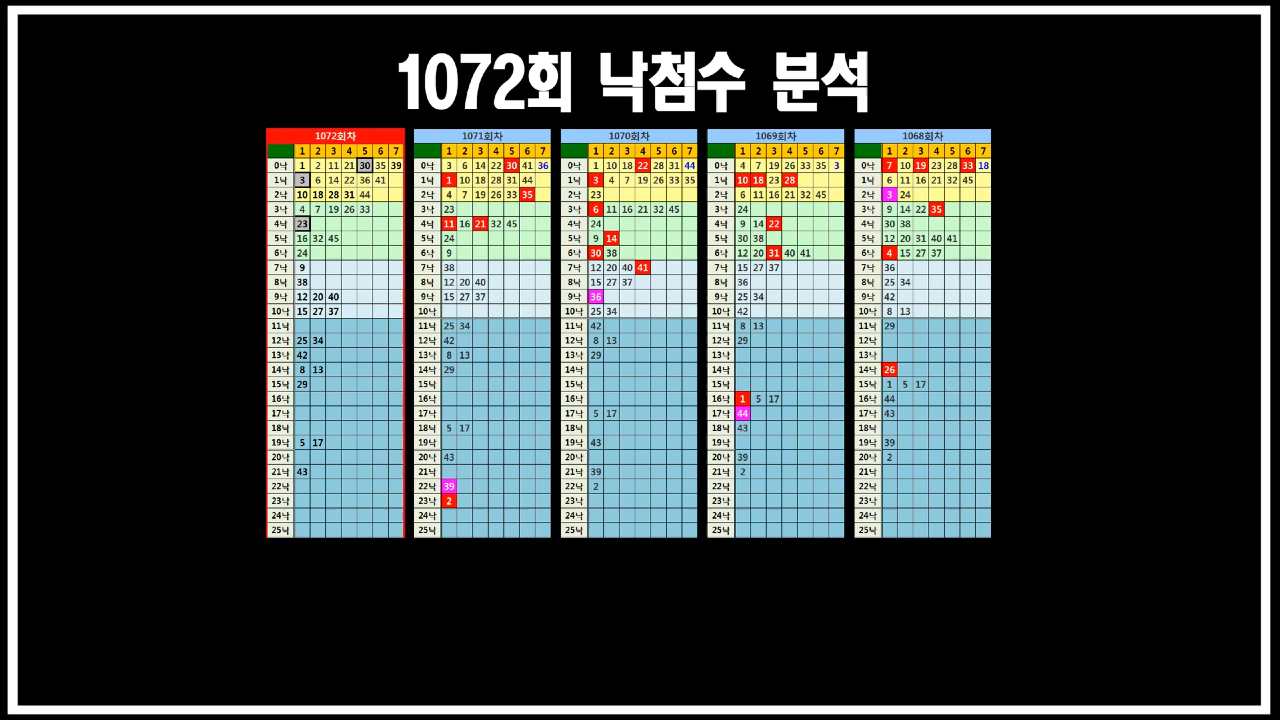 1072회 낙첨수 분석
1072회차 1071회차 1070회차 1069회차 1068회차
1 2 3 4 5 6 7 1 2 3 4 5 6 7 1 2 3 4 5 6 7 1 2 3 4 5 6 7 1 2 3 4 5 6 7
0낙 1 2 11 21 30 35 39 0낙 3 6 14 22 30 41 36 0낙 1 10 18 22 28 31 44 0낙 4 7 19 26 33 35 3 0낙 7 10 19 23 28 33 18
1낙 3 6 14 22 36 41 1낙 1 10 18 28 31 44 1낙 3 4 7 19 26 33 35 1낙 10 18 23 28 1낙 6 11 16 21 32 45
2낙 10 18 28 31 44 2낙 4 7 19 26 33 35 2낙 23 2낙 6 11 16 21 32 45 2낙 3 24
3낙 4 7 19 26 33 3낙 23 3낙 6 11 16 21 32 45 3낙 24 3낙 9 14 22 35
4낙 23 4낙 11 16 21 32 45 4낙 24 4낙 9 14 22 4낙 30 38
5낙 16 32 45 5낙 24 5낙 9 14 5낙 30 38 5낙 12 20 31 40 41
6낙 24 6낙 9 6낙 30 38 6낙 12 20 31 40 41 6낙 4 15 27 37
7낙 9 7낙 38 7낙 12 20 40 41 7낙 15 27 37 7낙 36
8낙 38 8낙 12 20 40 8낙 15 27 37 8낙 36 8낙 25 34
9낙 12 20 40 9낙 15 27 37 9낙 36 9낙 25 34 9낙 42
10낙 15 27 37 10낙 10낙 25 34 10낙 42 10낙 8 13
11낙 11낙 25 34 11낙 42 11낙 8 13 11낙 29
12낙 25 34 12낙 42 12낙 8 13 12낙 29 12낙
13낙 42 13낙 8 13 13낙 29 13낙 13낙
14낙 8 13 14낙 29 14낙 14낙 14낙 26
15낙 29 15낙 15낙 15낙 15낙 1 5 17
16낙 16낙 16낙 16낙 1 5 17 16낙 44
17낙 17낙 17낙 5 17 17낙 44 17낙 43
18낙 18낙 5 17 18낙 18낙 43 18낙
19낙 5 17 19낙 19낙 43 19낙 19낙 39
20낙 20낙 43 20낙 20낙 39 20낙 2
21낙 43 21낙 21낙 39 21낙 2 21낙
22낙 22낙 39 22낙 2 22낙 22낙
23낙 23낙 2 23낙 23낙 23낙
24낙 24낙 24낙 24낙 24낙
25낙 25낙 25낙 25낙 25낙